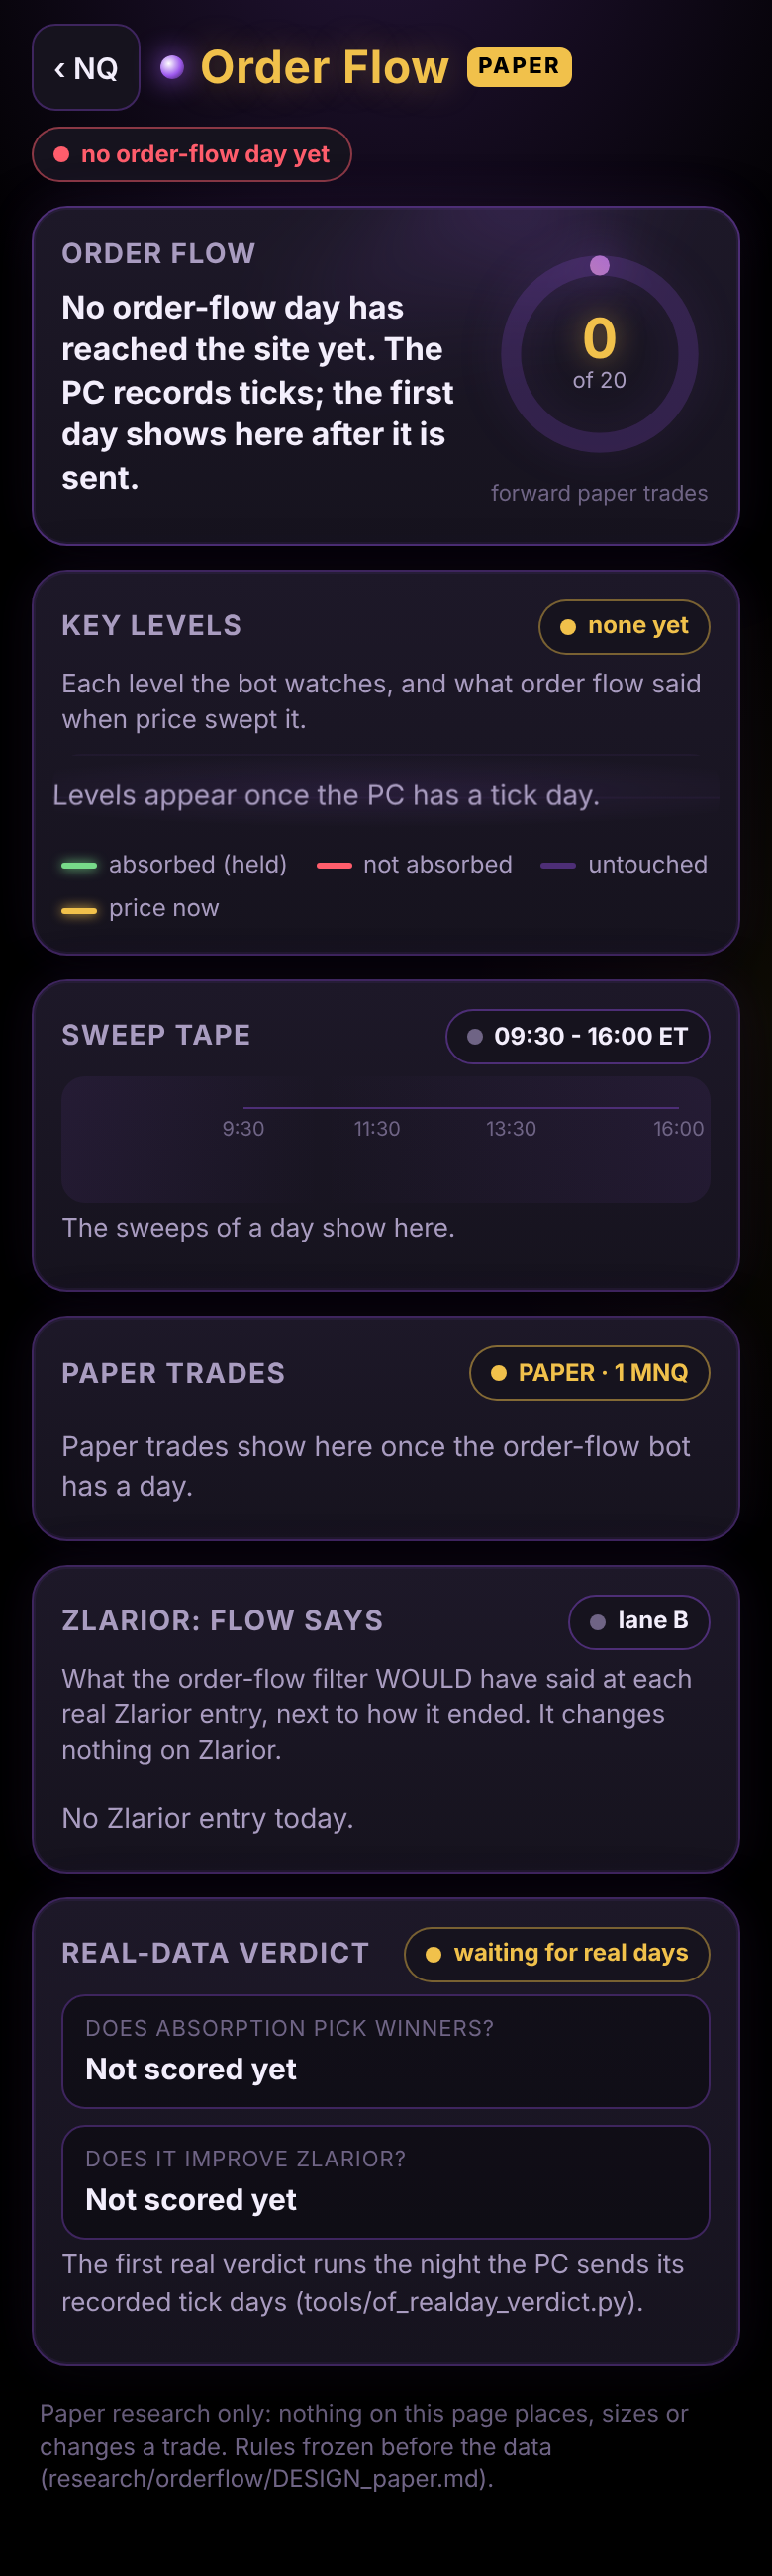 ‹ NQ
Order Flow
PAPER
no order-flow day yet
ORDER FLOW
No order-flow day has
reached the site yet. The
PC records ticks; the first
day shows here after it is
sent.
0
of 20
forward paper trades
KEY LEVELS
none yet
Each level the bot watches, and what order flow said
when price swept it.
Levels appear once the PC has a tick day.
absorbed (held)
not absorbed
untouched
price now
SWEEP TAPE
09:30 - 16:00 ET
9:30
11:30
13:30
16:00
The sweeps of a day show here.
PAPER TRADES
PAPER · 1 MNQ
Paper trades show here once the order-flow bot
has a day.
ZLARIOR: FLOW SAYS
lane B
What the order-flow filter WOULD have said at each
real Zlarior entry, next to how it ended. It changes
nothing on Zlarior.
No Zlarior entry today.
REAL-DATA VERDICT
waiting for real days
DOES ABSORPTION PICK WINNERS?
Not scored yet
DOES IT IMPROVE ZLARIOR?
Not scored yet
The first real verdict runs the night the PC sends its
recorded tick days (tools/of_realday_verdict.py).
Paper research only: nothing on this page places, sizes or
changes a trade. Rules frozen before the data
(research/orderflow/DESIGN_paper.md).